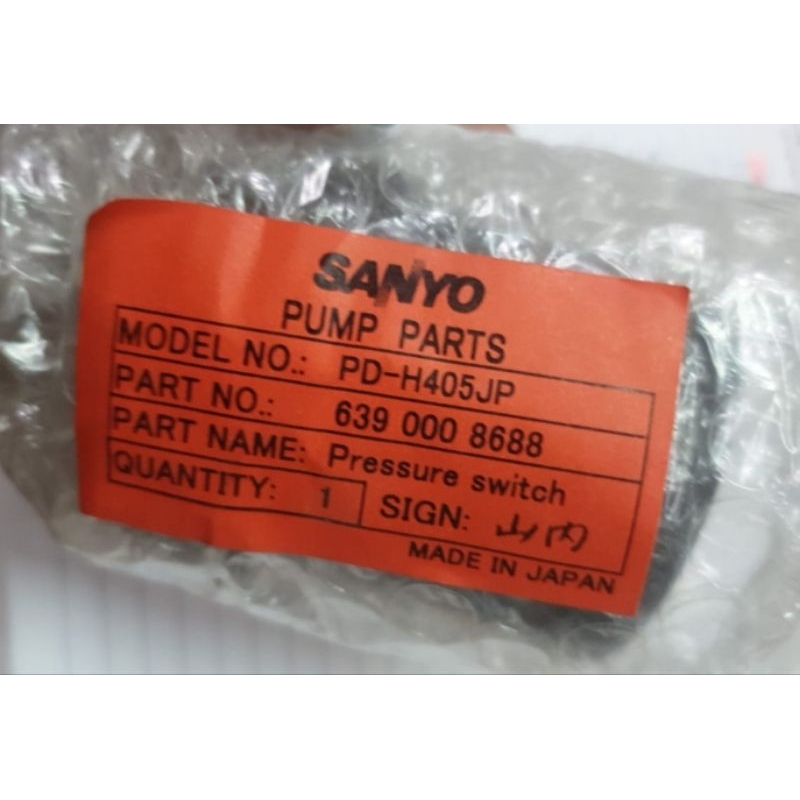 SANYO
PUMP PARTS
MODEL NO.: PD-H405JP
PART NO.: 639 000 8688
PART NAME: Pressure switch
QUANTITY: 1 SIGN: 山内
MADE IN JAPAN